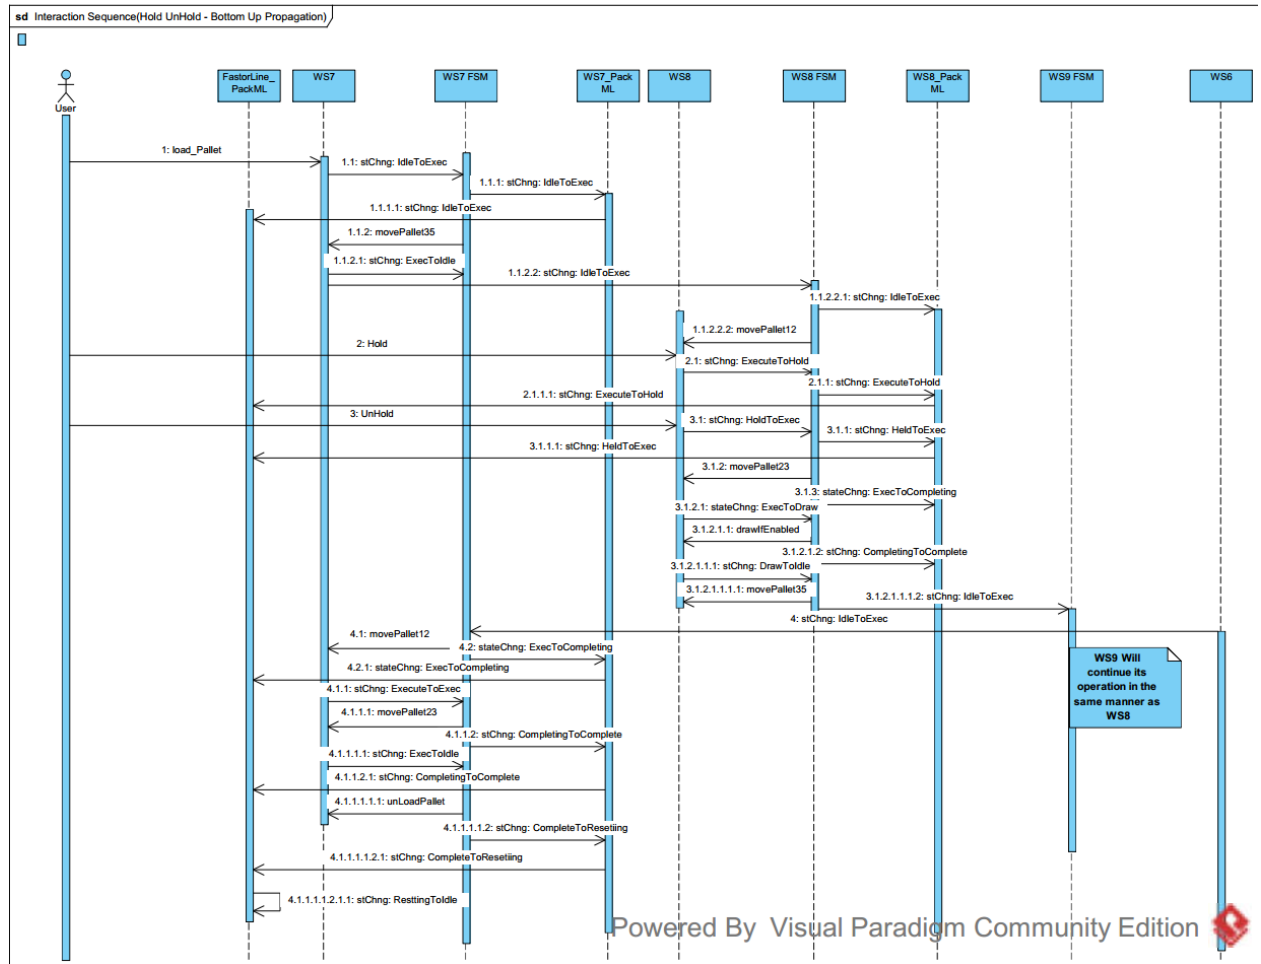 sd Interaction Sequence(Hold UnHold - Bottom Up Propagation)
User
FastorLine_
PackML
WS7
WS7 FSM
WS7_Pack
ML
WS8
WS8 FSM
WS8_Pack
ML
WS9 FSM
WS6
1: load_Pallet
1.1: stChng: IdleToExec
1.1.1: stChng: IdleToExec
1.1.1.1: stChng: IdleToExec
1.1.2: movePallet35
1.1.2.1: stChng: ExecToIdle
1.1.2.2: stChng: IdleToExec
1.1.2.2.1: stChng: IdleToExec
1.1.2.2.2: movePallet12
2: Hold
2.1: stChng: ExecuteToHold
2.1.1: stChng: ExecuteToHold
2.1.1.1: stChng: ExecuteToHold
3: UnHold
3.1: stChng: HoldToExec
3.1.1: stChng: HeldToExec
3.1.1.1: stChng: HeldToExec
3.1.2: movePallet23
3.1.3: stateChng: ExecToCompleting
3.1.2.1: stateChng: ExecToDraw
3.1.2.1.1: drawIfEnabled
3.1.2.1.2: stChng: CompletingToComplete
3.1.2.1.1.1: stChng: DrawToIdle
3.1.2.1.1.1.1: movePallet35
3.1.2.1.1.1.2: stChng: IdleToExec
4: stChng: IdleToExec
4.1: movePallet12
4.2: stateChng: ExecToCompleting
4.2.1: stateChng: ExecToCompleting
4.1.1: stChng: ExecuteToExec
4.1.1.1: movePallet23
4.1.1.2: stChng: CompletingToComplete
4.1.1.1.1: stChng: ExecToIdle
4.1.1.2.1: stChng: CompletingToComplete
4.1.1.1.1.1: unLoadPallet
4.1.1.1.1.2: stChng: CompleteToResetiing
4.1.1.1.1.2.1: stChng: CompleteToResetiing
4.1.1.1.1.2.1.1: stChng: ResttingToIdle
WS9 Will
continue its
operation in the
same manner as
WS8
Powered By Visual Paradigm Community Edition